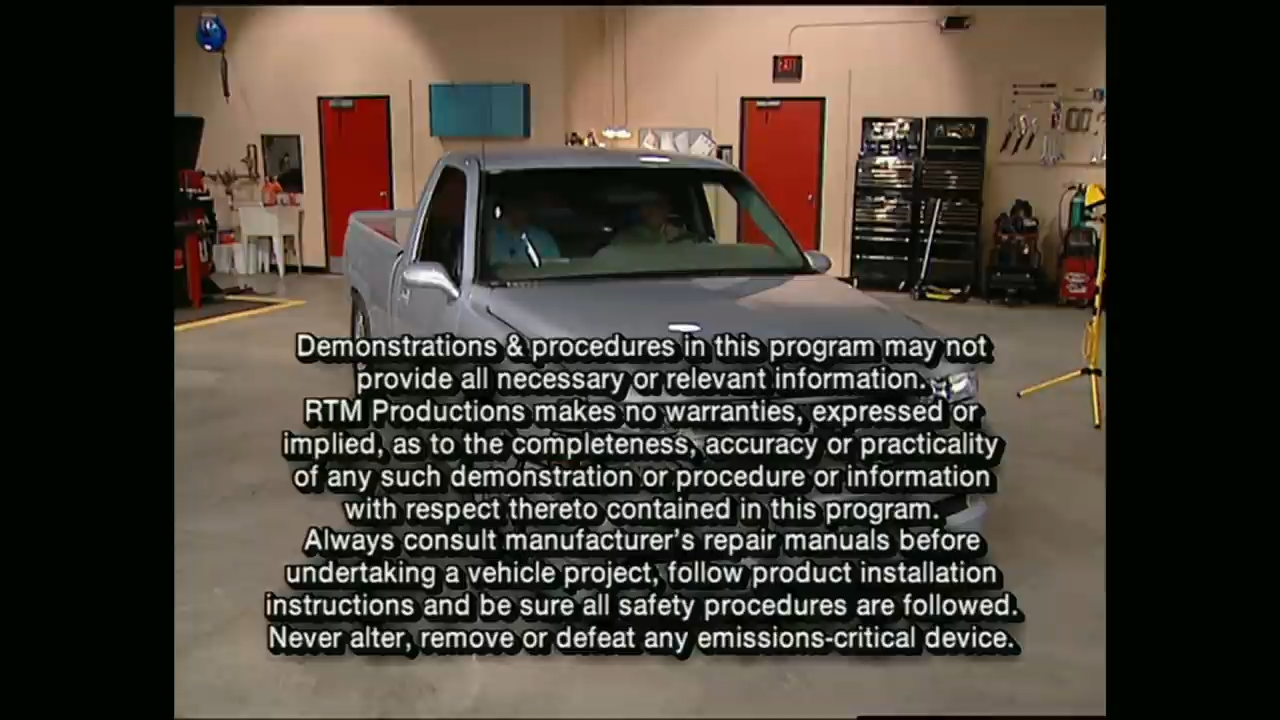 EXIT
Demonstrations & procedures in this program may not
provide all necessary or relevant information.
RTM Productions makes no warranties, expressed or
implied, as to the completeness, accuracy or practicality
of any such demonstration or procedure or information
with respect thereto contained in this program.
Always consult manufacturer's repair manuals before
undertaking a vehicle project, follow product installation
instructions and be sure all safety procedures are followed.
Never alter, remove or defeat any emissions-critical device.